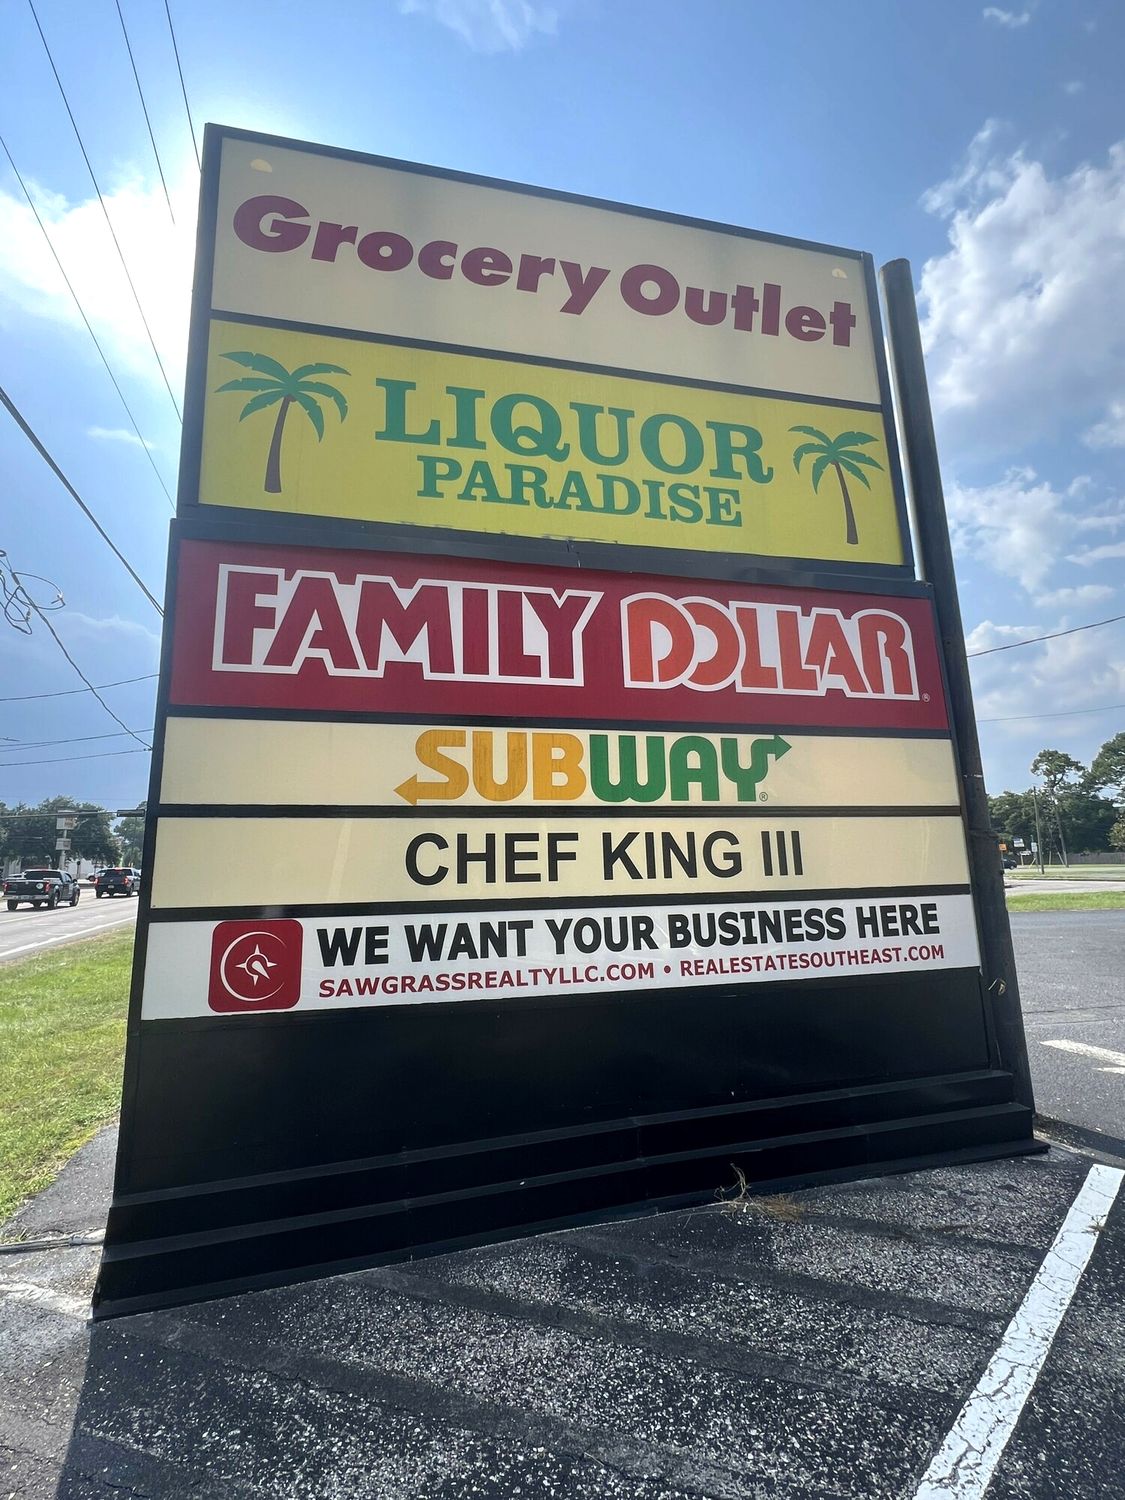 Grocery Outlet
LIQUOR
PARADISE
FAMILY DOLLAR®
SUBWAY®
CHEF KING III
WE WANT YOUR BUSINESS HERE
SAWGRASSREALTYLLC.COM • REALESTATESOUTHEAST.COM